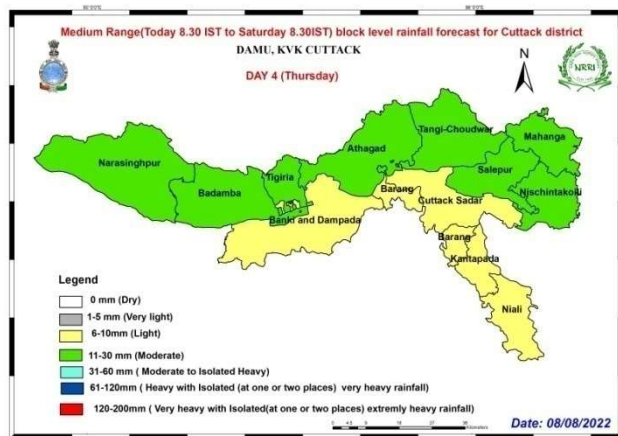 Medium Range(Today 8.30 IST to Saturday 8.30IST) block level rainfall forecast for Cuttack district
DAMU, KVK CUTTACK
DAY 4 (Thursday)
N
NRRI
Narasinghpur
Badamba
Tigiria
Athagad
Tangi-Choudwar
Mahanga
Salepur
Nischintakoili
Banki and Dampada
Barang
Cuttack Sadar
Barang
Kantapada
Niali
Legend
0 mm (Dry)
1-5 mm (Very light)
6-10mm (Light)
11-30 mm (Moderate)
31-60 mm ( Moderate to Isolated Heavy)
61-120mm ( Heavy with Isolated (at one or two places) very heavy rainfall)
120-200mm ( Very heavy with Isolated(at one or two places) extremly heavy rainfall)
Kilometers
Date: 08/08/2022